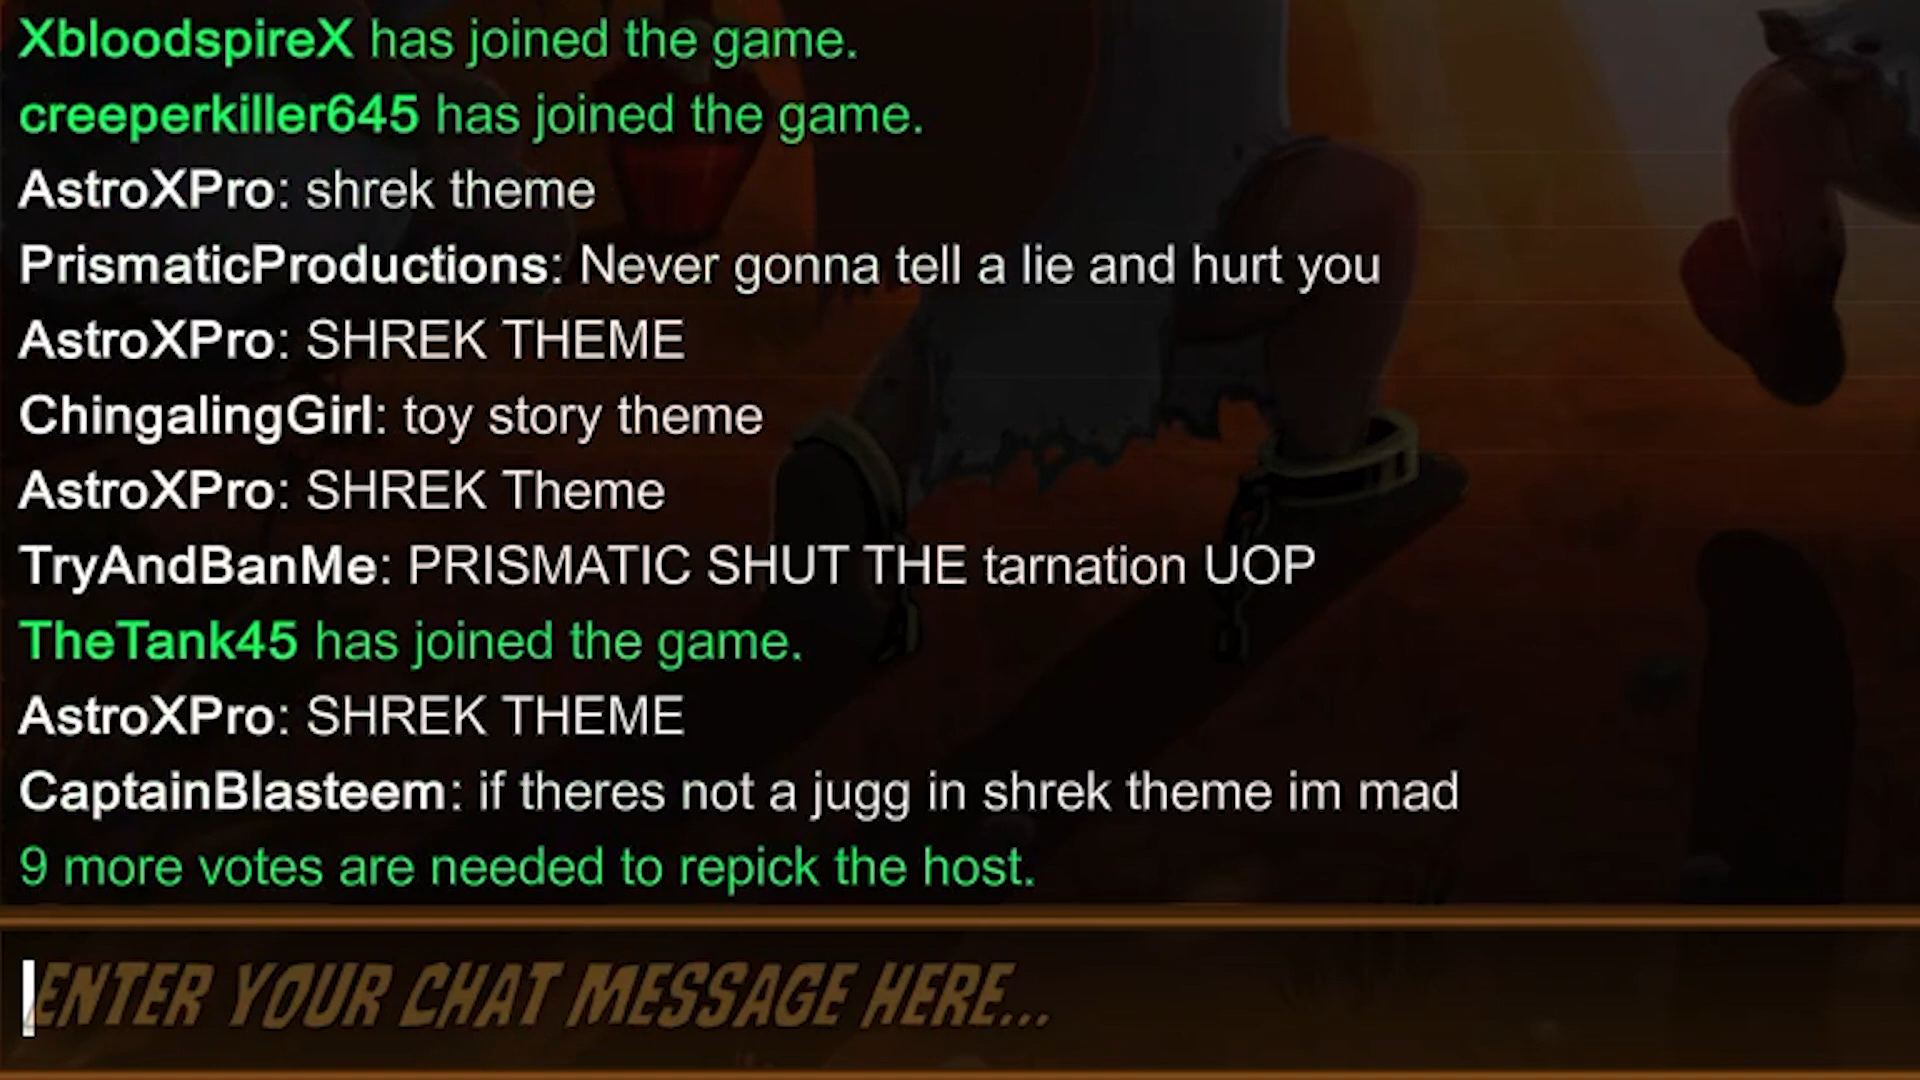 XbloodspireX has joined the game.
creeperkiller645 has joined the game.
AstroXPro: shrek theme
PrismaticProductions: Never gonna tell a lie and hurt you
AstroXPro: SHREK THEME
ChingalingGirl: toy story theme
AstroXPro: SHREK Theme
TryAndBanMe: PRISMATIC SHUT THE tarnation UOP
TheTank45 has joined the game.
AstroXPro: SHREK THEME
CaptainBlasteem: if theres not a jugg in shrek theme im mad
9 more votes are needed to repick the host.
ENTER YOUR CHAT MESSAGE HERE...